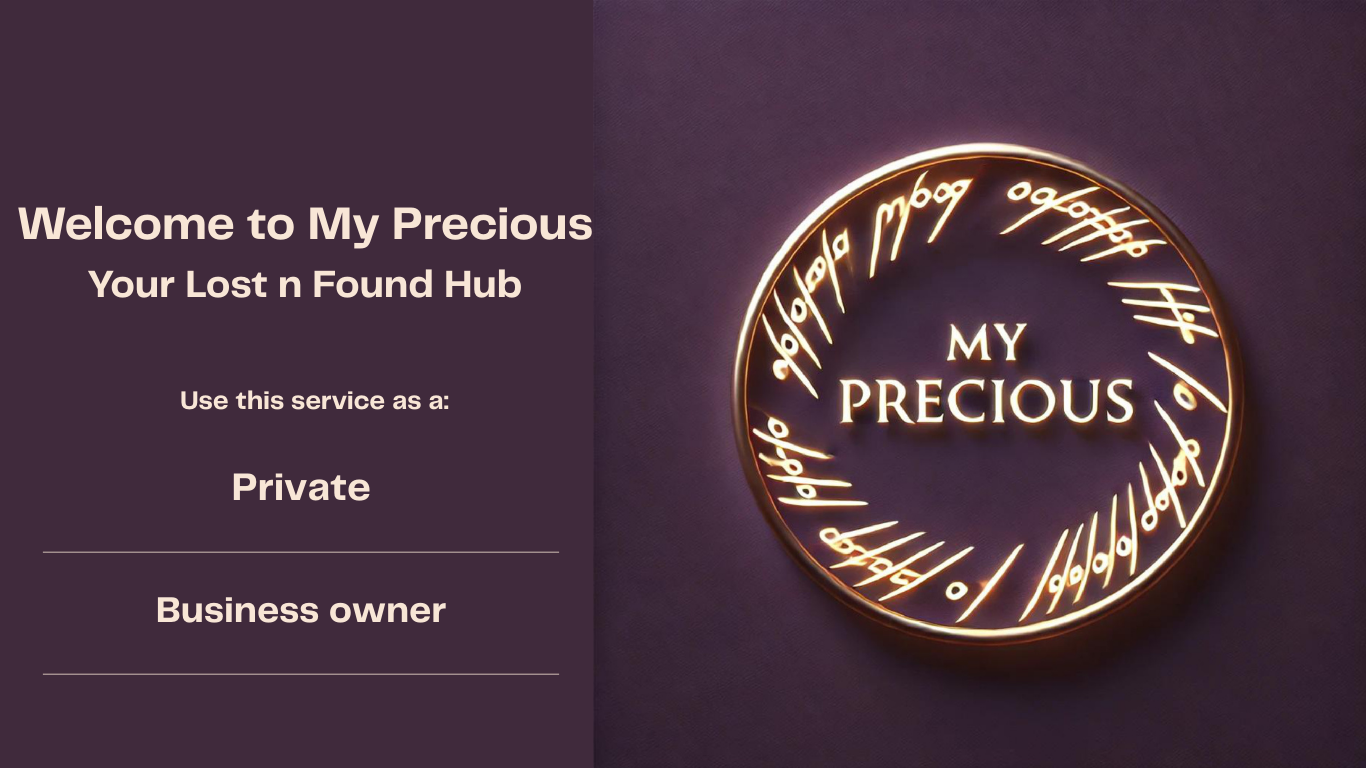 Welcome to My Precious
Your Lost n Found Hub
Use this service as a:
Private
Business owner
MY
PRECIOUS